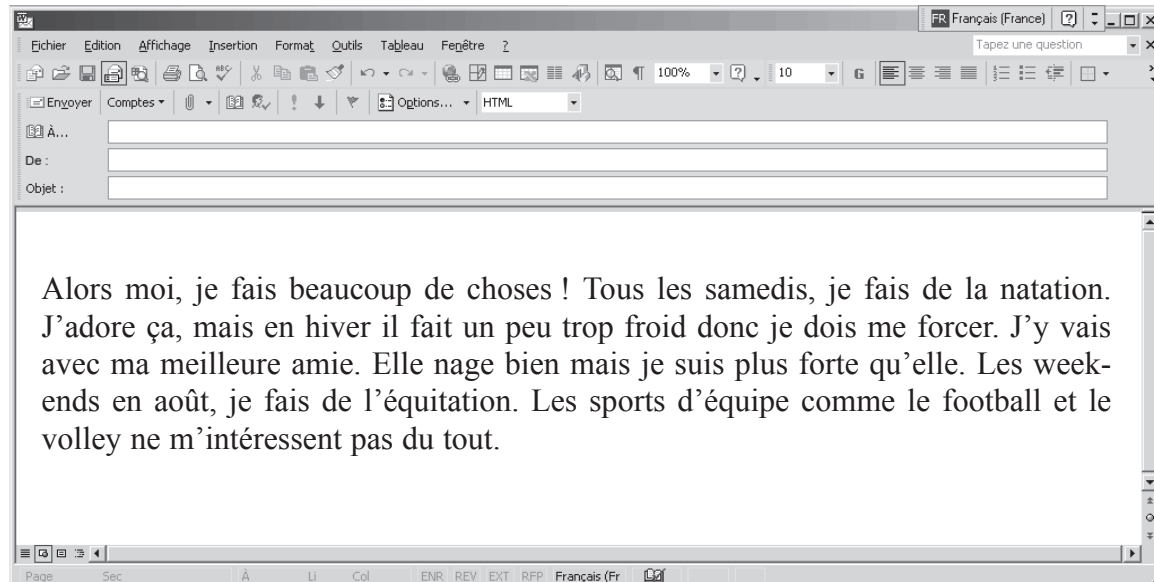 FR Français (France)
Fichier Edition Affichage Insertion Format Outils Tableau Fenêtre ? Tapez une question
100% 10 G
Envoyer Comptes Options... HTML
À...
De :
Objet :
Alors moi, je fais beaucoup de choses ! Tous les samedis, je fais de la natation.
J’adore ça, mais en hiver il fait un peu trop froid donc je dois me forcer. J’y vais
avec ma meilleure amie. Elle nage bien mais je suis plus forte qu’elle. Les week-
ends en août, je fais de l’équitation. Les sports d’équipe comme le football et le
volley ne m’intéressent pas du tout.
Page Sec À Li Col ENR REV EXT RFP Français (Fr